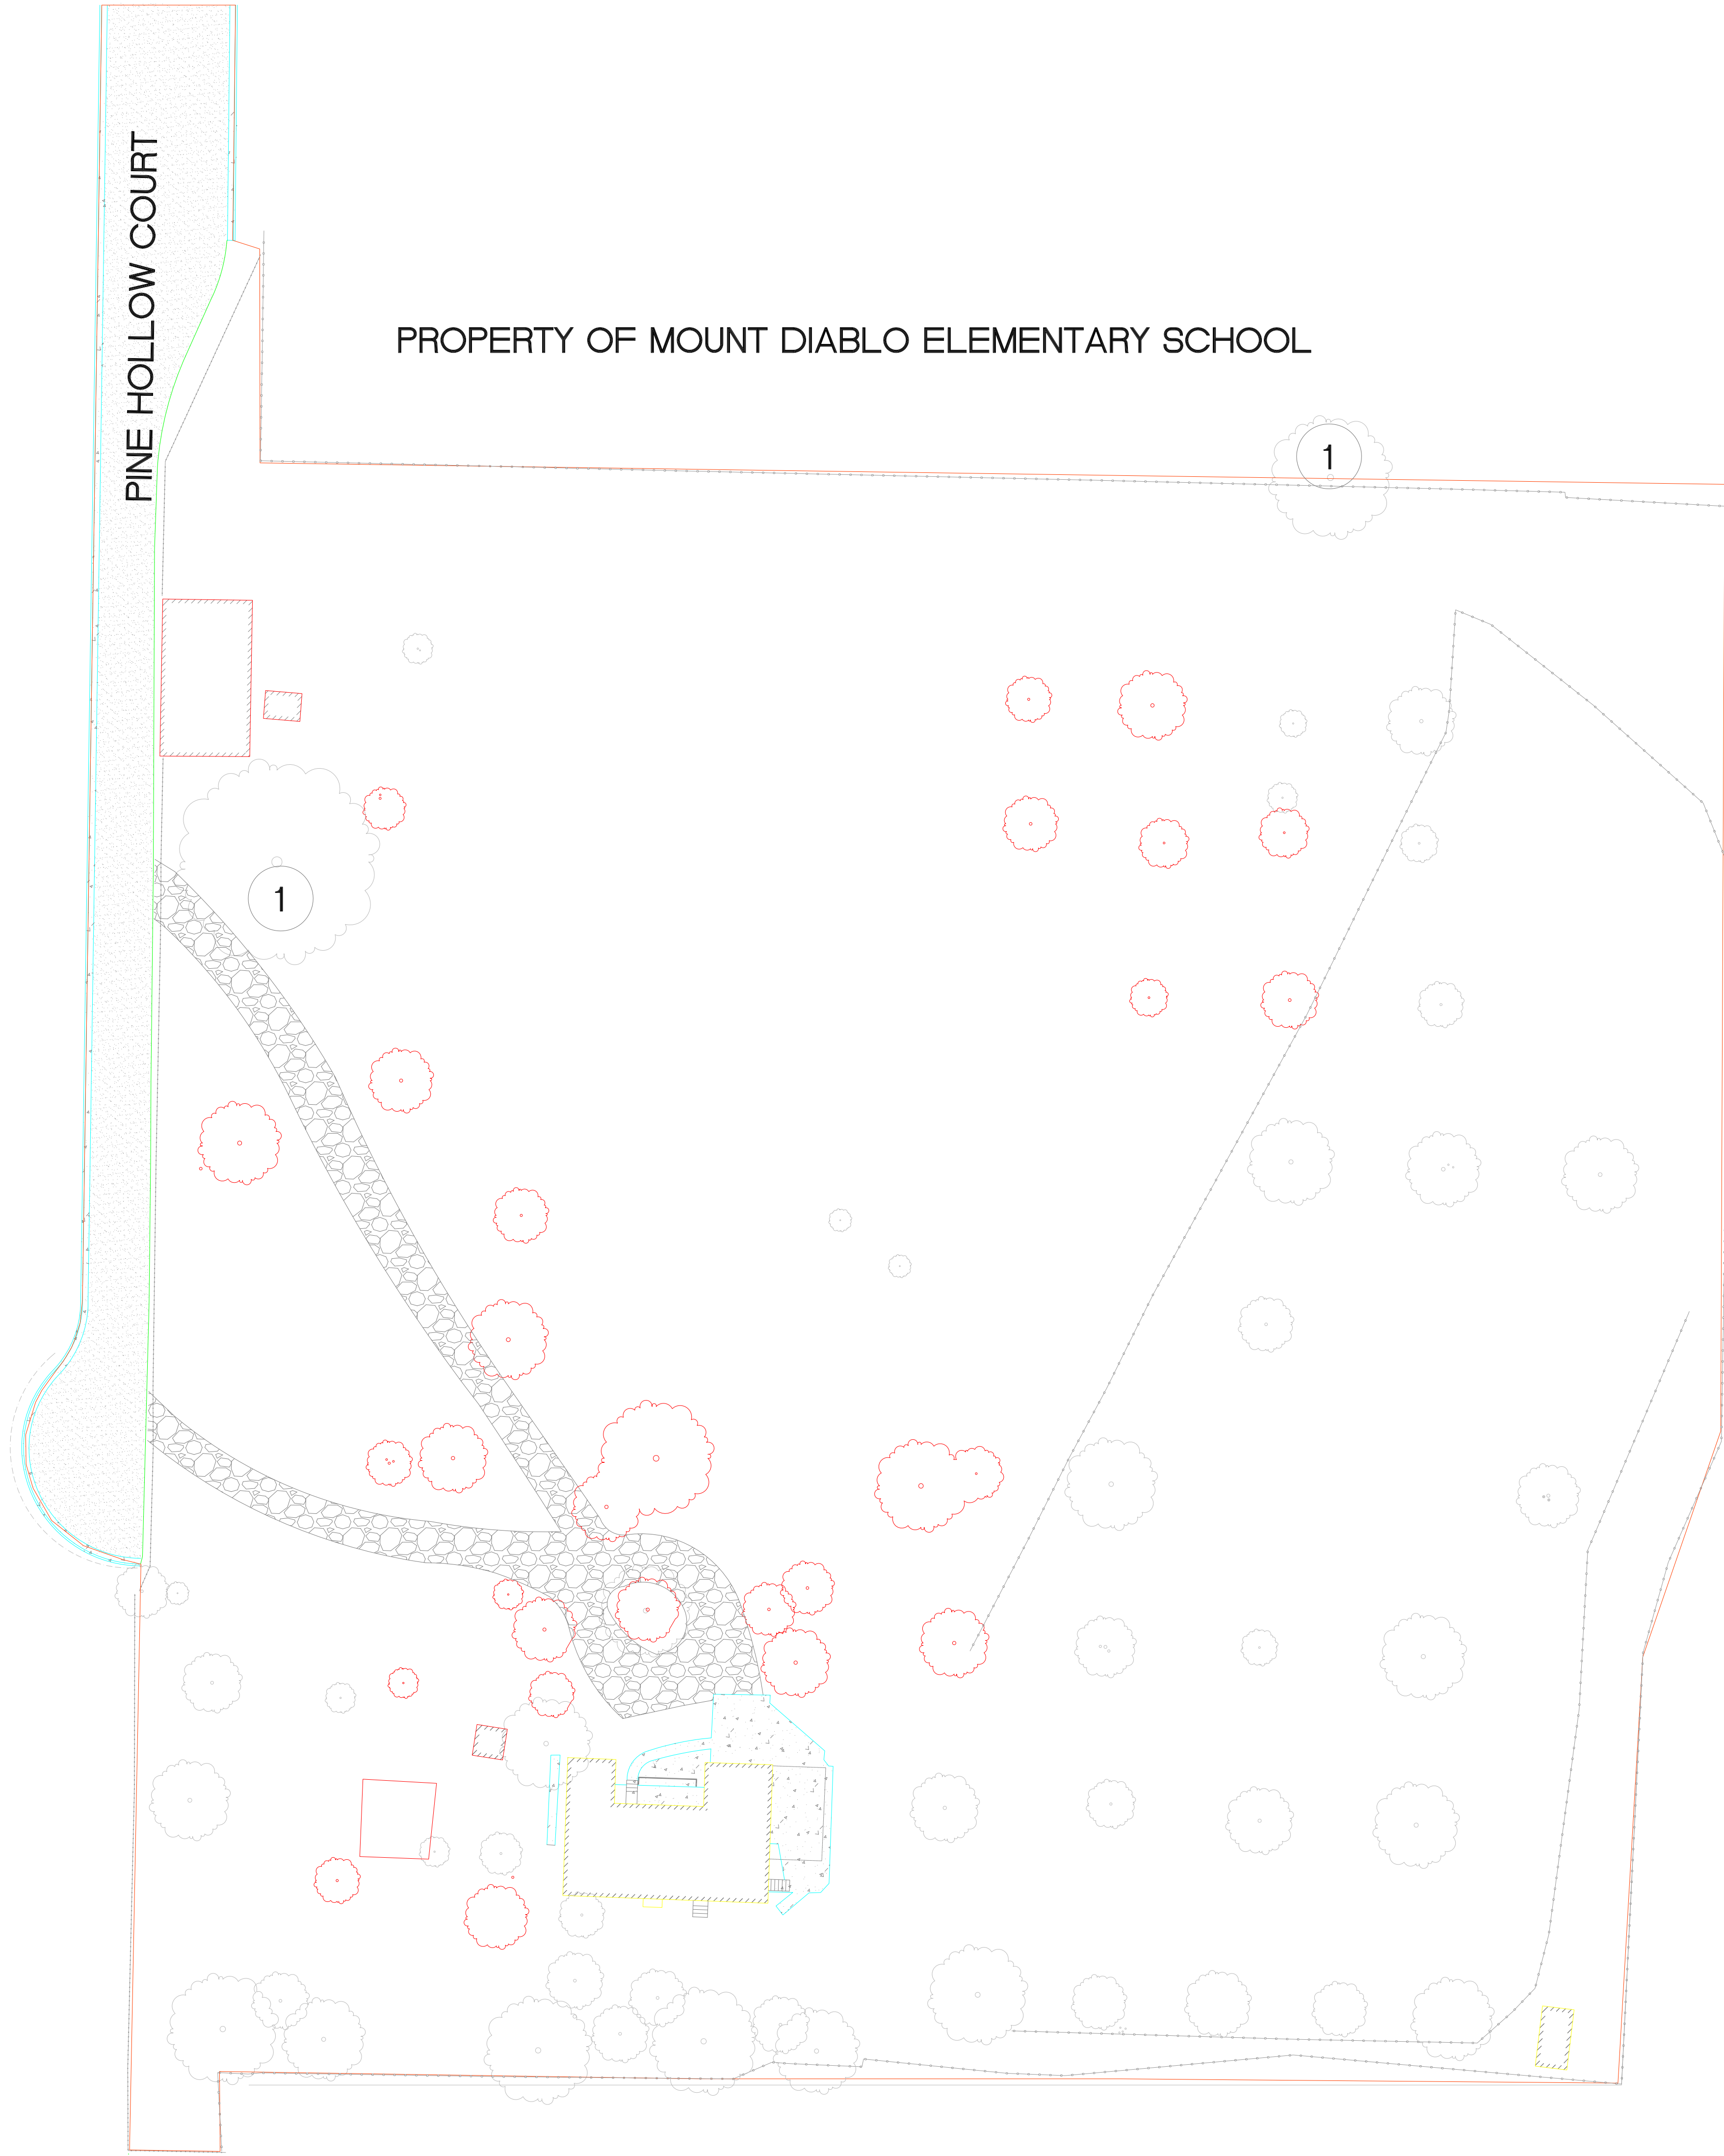 PINE HOLLOW COURT
PROPERTY OF MOUNT DIABLO ELEMENTARY SCHOOL
1
1